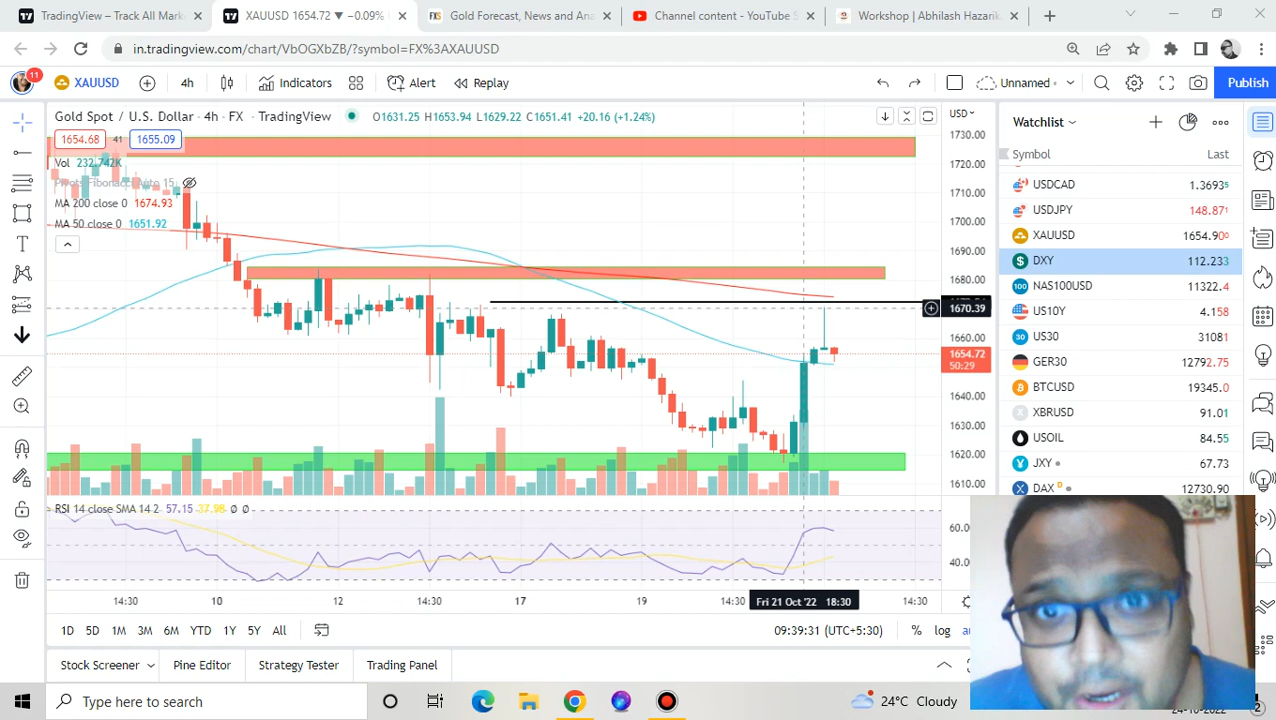 TradingView – Track All Mark
XAUUSD 1654.72 ▼ −0.09%
Gold Forecast, News and An
Channel content - YouTube S
Workshop | Abhilash Hazarik
in.tradingview.com/chart/VbOGXbZB/?symbol=FX%3AXAUUSD
11
XAUUSD
4h
Indicators
Alert
Replay
Unnamed
Publish
Gold Spot / U.S. Dollar · 4h · FX · TradingView
O1631.25 H1653.94 L1629.22 C1651.41 +20.16 (+1.24%)
1654.68 41 1655.09
Vol 232.742K
Pivots Fibonacci Auto 15
MA 200 close 0 1674.93
MA 50 close 0 1651.92
USD
1730.00
1720.00
1710.00
1700.00
1690.00
1680.00
1670.39
1660.00
1654.72
50:29
1640.00
1630.00
1620.00
1610.00
RSI 14 close SMA 14 2 57.15 37.98 0 0
60.00
40.00
14:30 10 12 14:30 17 19 14:30 Fri 21 Oct '22 18:30 14:30
1D 5D 1M 3M 6M YTD 1Y 5Y All
09:39:31 (UTC+5:30) % log
Stock Screener Pine Editor Strategy Tester Trading Panel
Watchlist
Symbol Last
USDCAD 1.36935
USDJPY 148.871
XAUUSD 1654.900
DXY 112.233
NAS100USD 11322.4
US10Y 4.158
US30 31081
GER30 12792.75
BTCUSD 19345.0
XBRUSD 91.01
USOIL 84.55
JXY 67.73
DAX D 12730.90
Type here to search
24°C Cloudy